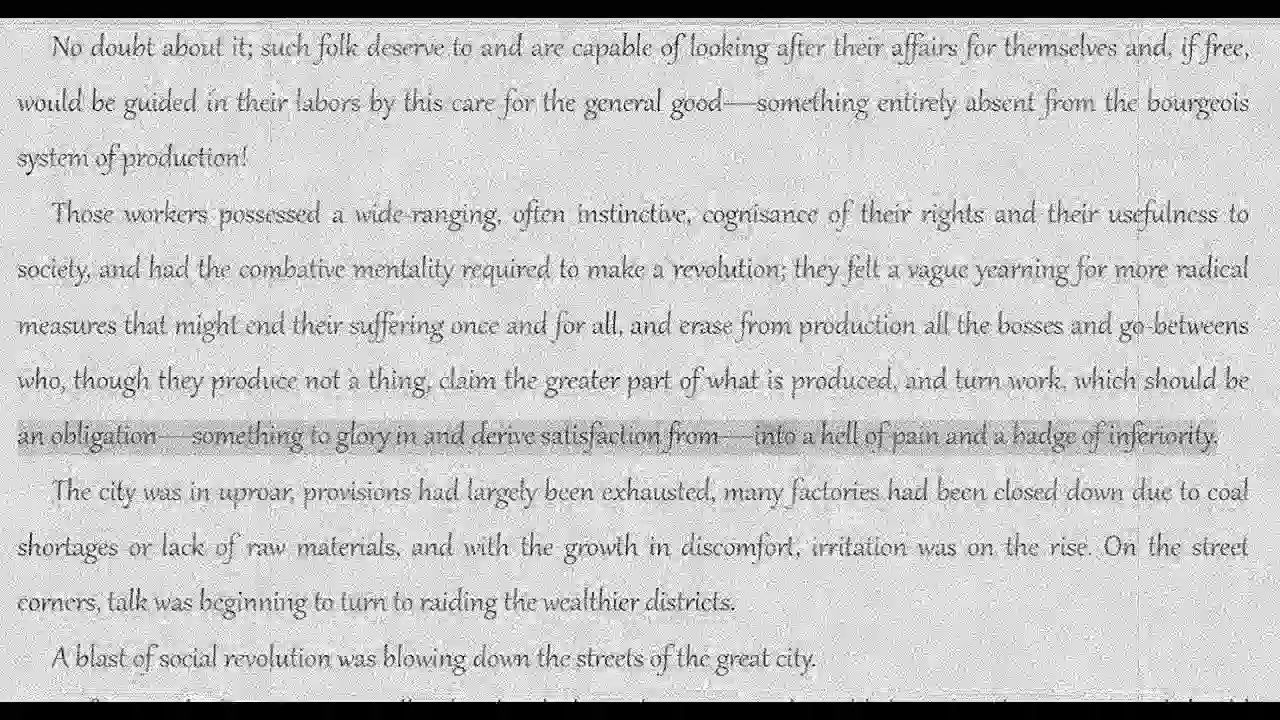 No doubt about it; such folk deserve to and are capable of looking after their affairs for themselves and, if free,
would be guided in their labors by this care for the general good—something entirely absent from the bourgeois
system of production!
Those workers possessed a wide-ranging, often instinctive, cognisance of their rights and their usefulness to
society, and had the combative mentality required to make a revolution; they felt a vague yearning for more radical
measures that might end their suffering once and for all, and erase from production all the bosses and go-betweens
who, though they produce not a thing, claim the greater part of what is produced, and turn work, which should be
an obligation—something to glory in and derive satisfaction from—into a hell of pain and a badge of inferiority.
The city was in uproar, provisions had largely been exhausted, many factories had been closed down due to coal
shortages or lack of raw materials, and with the growth in discomfort, irritation was on the rise. On the street
corners, talk was beginning to turn to raiding the wealthier districts.
A blast of social revolution was blowing down the streets of the great city.